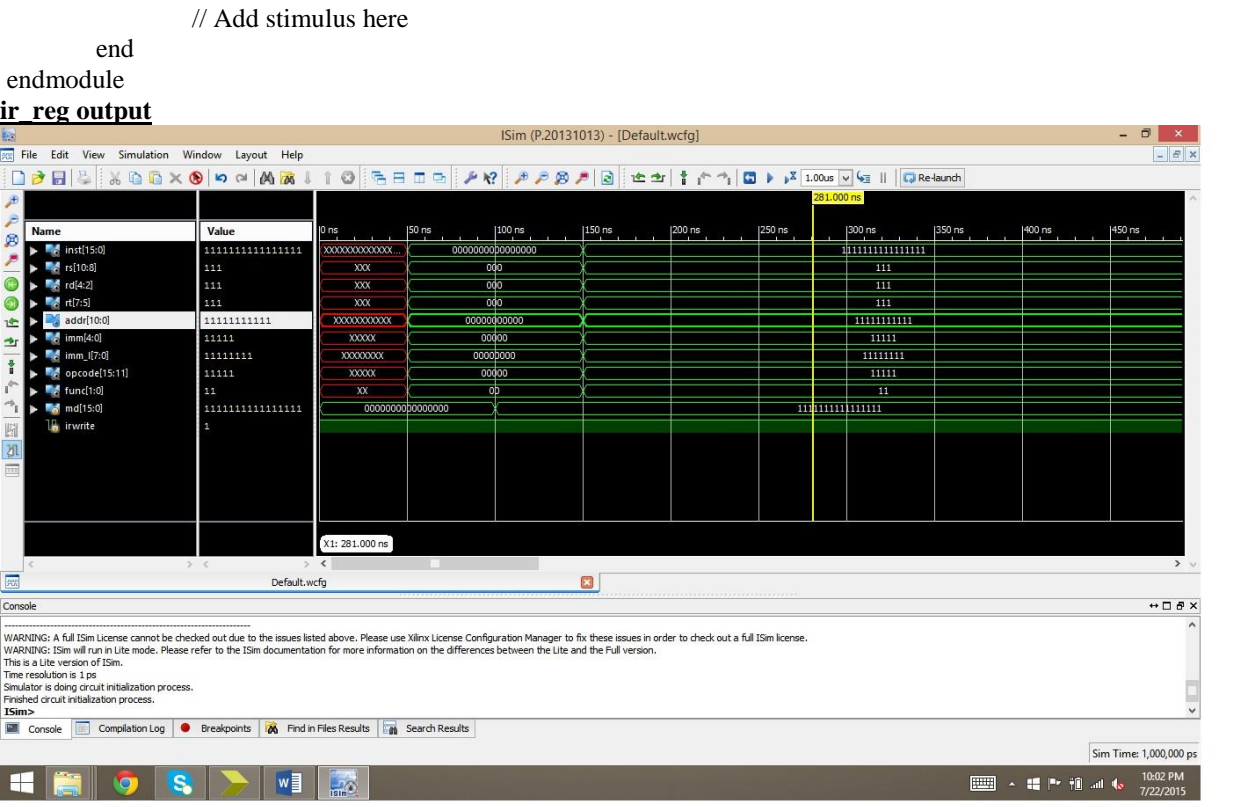 // Add stimulus here
end
endmodule
ir_reg output
ISim (P.20131013) - [Default.wcfg]
File Edit View Simulation Window Layout Help
1.00us Re-launch
281.000 ns
Name Value 0 ns 50 ns 100 ns 150 ns 200 ns 250 ns 300 ns 350 ns 400 ns 450 ns
inst[15:0] 1111111111111111 XXXXXXXXXXXXX... 0000000000000000 1111111111111111
rs[10:8] 111 XXX 000 111
rd[4:2] 111 XXX 000 111
rt[7:5] 111 XXX 000 111
addr[10:0] 11111111111 XXXXXXXXXXX 00000000000 11111111111
imm[4:0] 11111 XXXXX 00000 11111
imm_l[7:0] 11111111 XXXXXXXX 00000000 11111111
opcode[15:11] 11111 XXXXX 00000 11111
func[1:0] 11 XX 00 11
md[15:0] 1111111111111111 0000000000000000 1111111111111111
irwrite 1
X1: 281.000 ns
Default.wcfg
Console
WARNING: A full ISim License cannot be checked out due to the issues listed above. Please use Xilinx License Configuration Manager to fix these issues in order to check out a full ISim license.
WARNING: ISim will run in Lite mode. Please refer to the ISim documentation for more information on the differences between the Lite and the Full version.
This is a Lite version of ISim.
Time resolution is 1 ps
Simulator is doing circuit initialization process.
Finished circuit initialization process.
ISim>
Console Compilation Log Breakpoints Find in Files Results Search Results
Sim Time: 1,000,000 ps
10:02 PM
7/22/2015